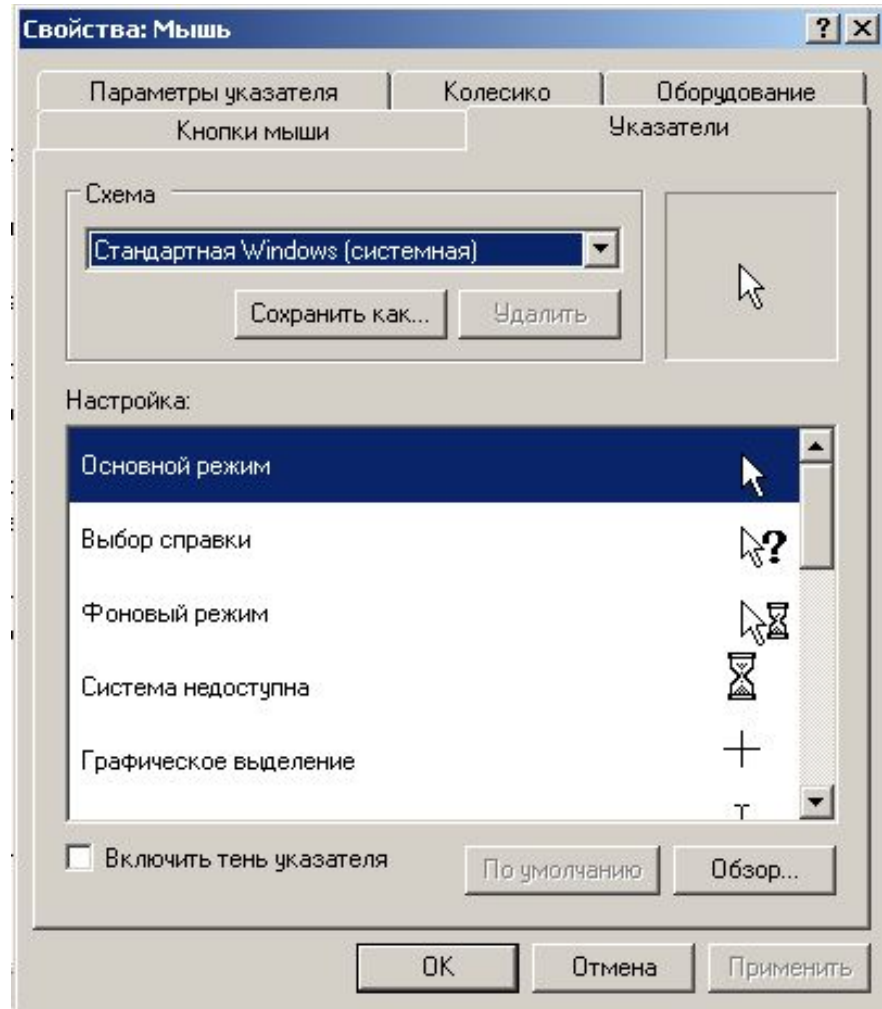 Свойства: Мышь
Параметры указателя Колесико Оборудование
Кнопки мыши Указатели
Схема
Стандартная Windows (системная)
Сохранить как... Удалить
Настройка:
Основной режим
Выбор справки
Фоновый режим
Система недоступна
Графическое выделение
Включить тень указателя По умолчанию Обзор...
OK Отмена Применить